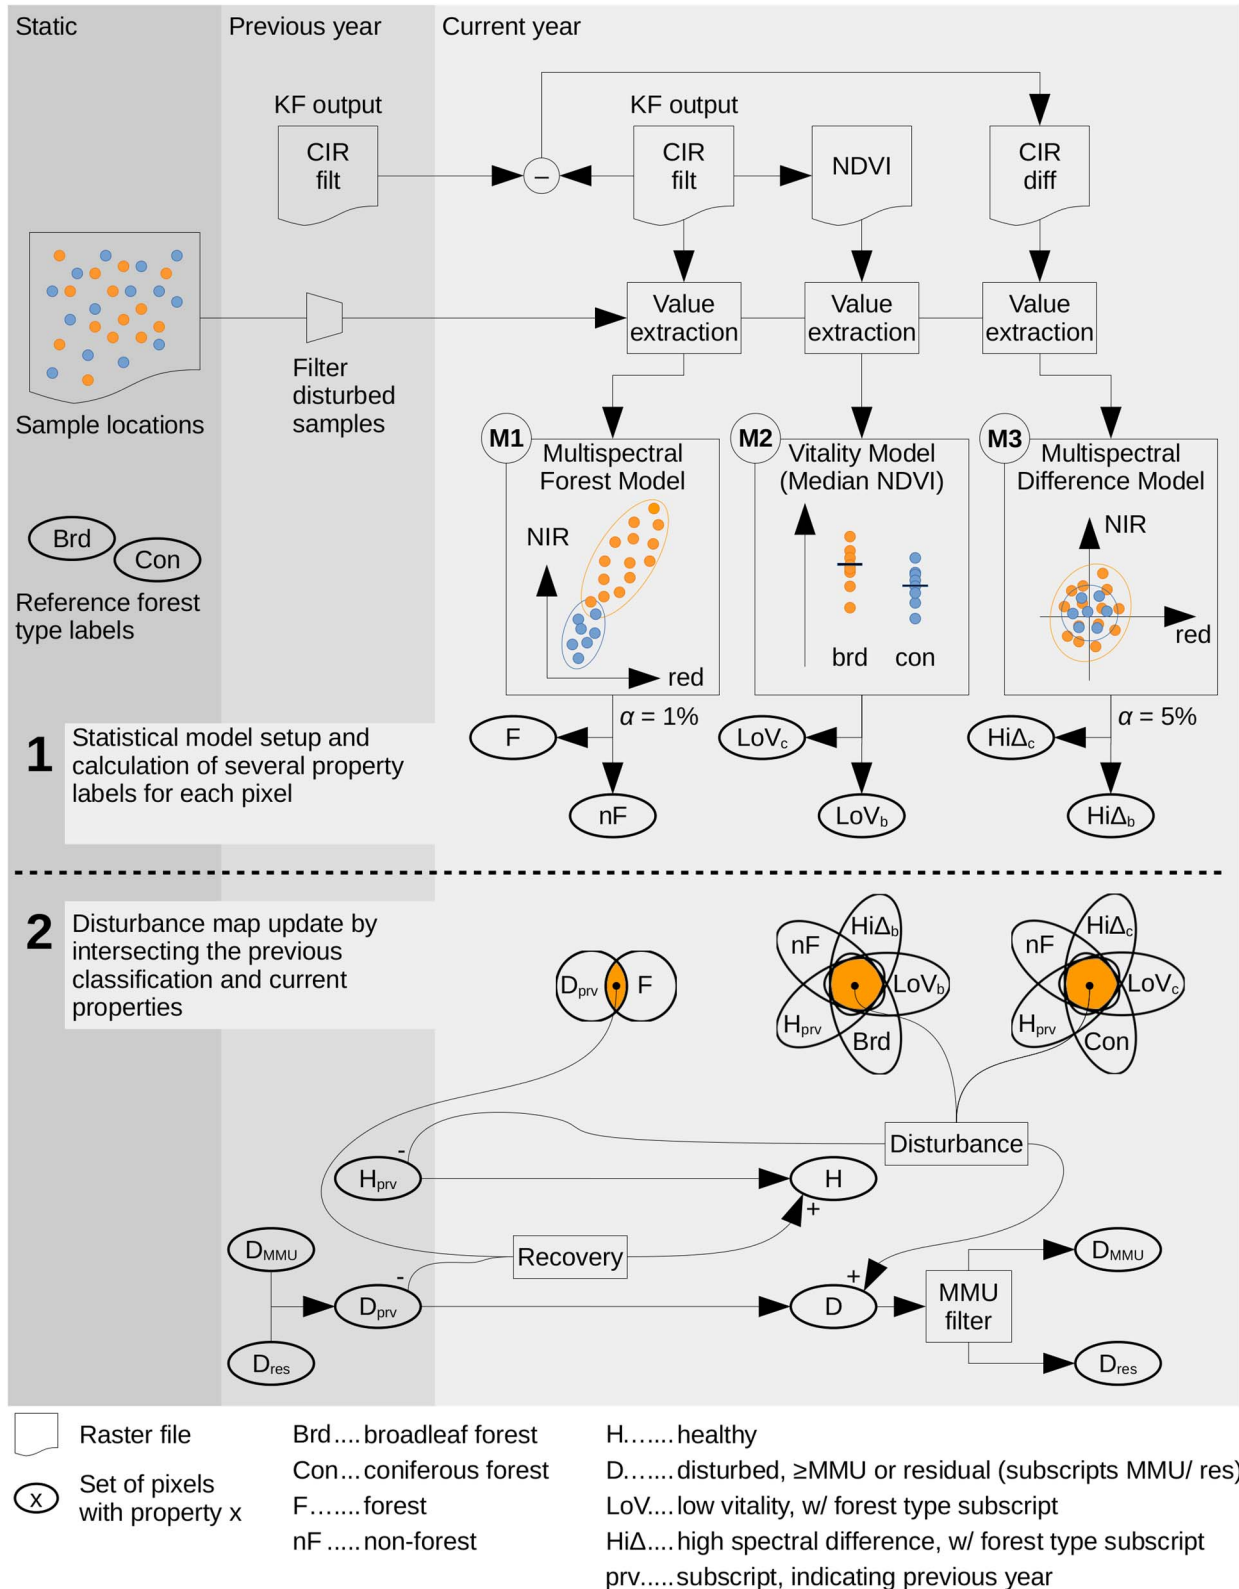 Static
Previous year
Current year
KF output
KF output
CIR
filt
–
CIR
filt
NDVI
CIR
diff
Value
extraction
Value
extraction
Value
extraction
Filter
disturbed
samples
Sample locations
M1
Multispectral
Forest Model
NIR
red
M2
Vitality Model
(Median NDVI)
brd
con
M3
Multispectral
Difference Model
NIR
red
Brd
Con
Reference forest
type labels
α = 1%
α = 5%
F
nF
LoVc
LoVb
HiΔc
HiΔb
1
Statistical model setup and
calculation of several property
labels for each pixel
2
Disturbance map update by
intersecting the previous
classification and current
properties
Dprv
F
nF
HiΔb
LoVb
Hprv
Brd
nF
HiΔc
LoVc
Hprv
Con
Disturbance
-
Hprv
H
+
DMMU
Recovery
-
Dprv
+
D
MMU
filter
DMMU
Dres
Dres
Raster file
x
Set of pixels
with property x
Brd....broadleaf forest
Con...coniferous forest
F…....forest
nF .....non-forest
H…....healthy
D…....disturbed, ≥MMU or residual (subscripts MMU/ res)
LoV....low vitality, w/ forest type subscript
HiΔ....high spectral difference, w/ forest type subscript
prv.....subscript, indicating previous year